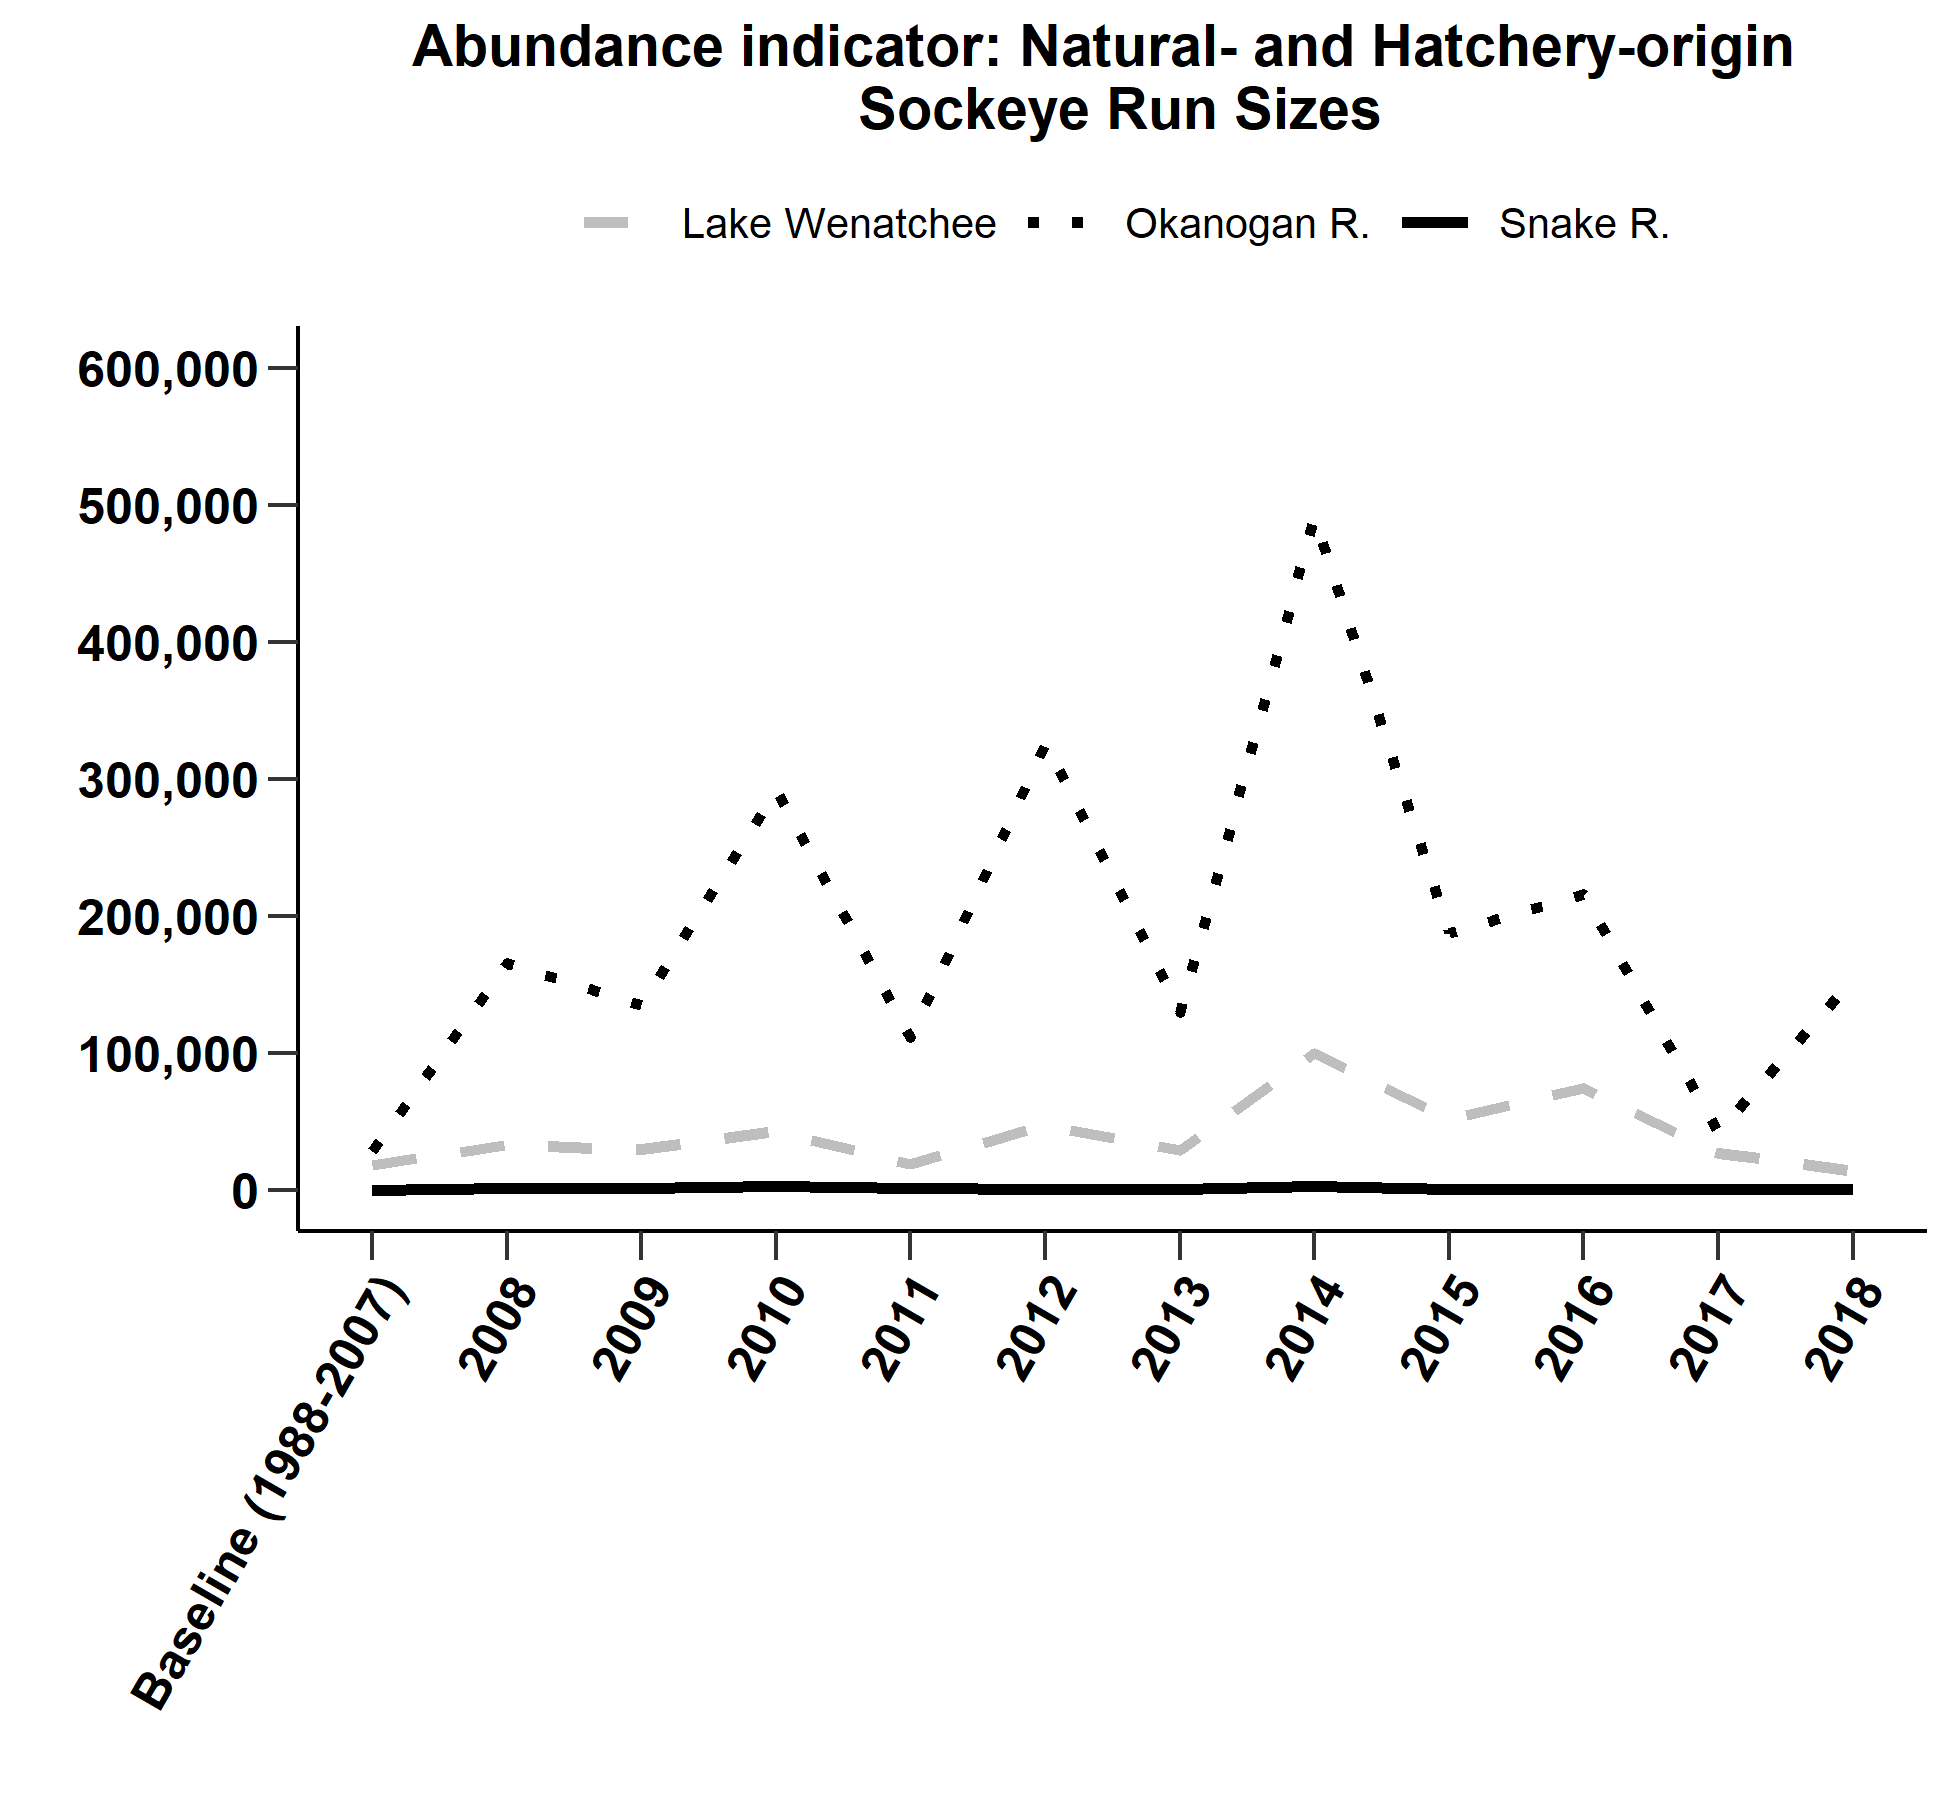 Abundance indicator: Natural- and Hatchery-origin
Sockeye Run Sizes
Lake Wenatchee Okanogan R. Snake R.
600,000
500,000
400,000
300,000
200,000
100,000
0
Baseline (1988-2007) 2008 2009 2010 2011 2012 2013 2014 2015 2016 2017 2018